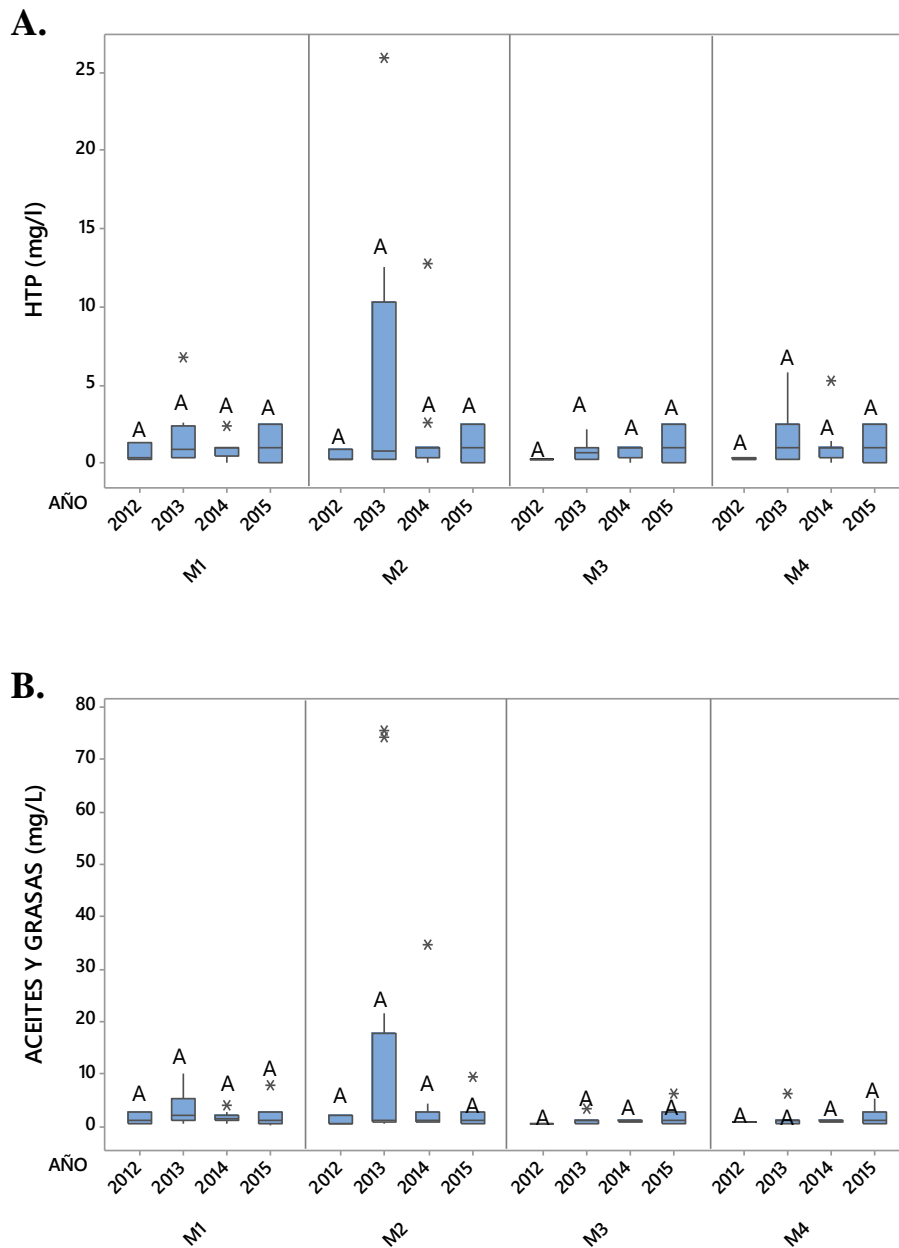 A.
25
20
15
10
5
0
HTP (mg/l)
A A A A A A A A A A A A A A A A
AÑO 2012 2013 2014 2015 2012 2013 2014 2015 2012 2013 2014 2015 2012 2013 2014 2015
M1 M2 M3 M4
B.
80
70
60
50
40
30
20
10
0
ACEITES Y GRASAS (mg/L)
A A A A A A A A A A A A A A A A
AÑO 2012 2013 2014 2015 2012 2013 2014 2015 2012 2013 2014 2015 2012 2013 2014 2015
M1 M2 M3 M4